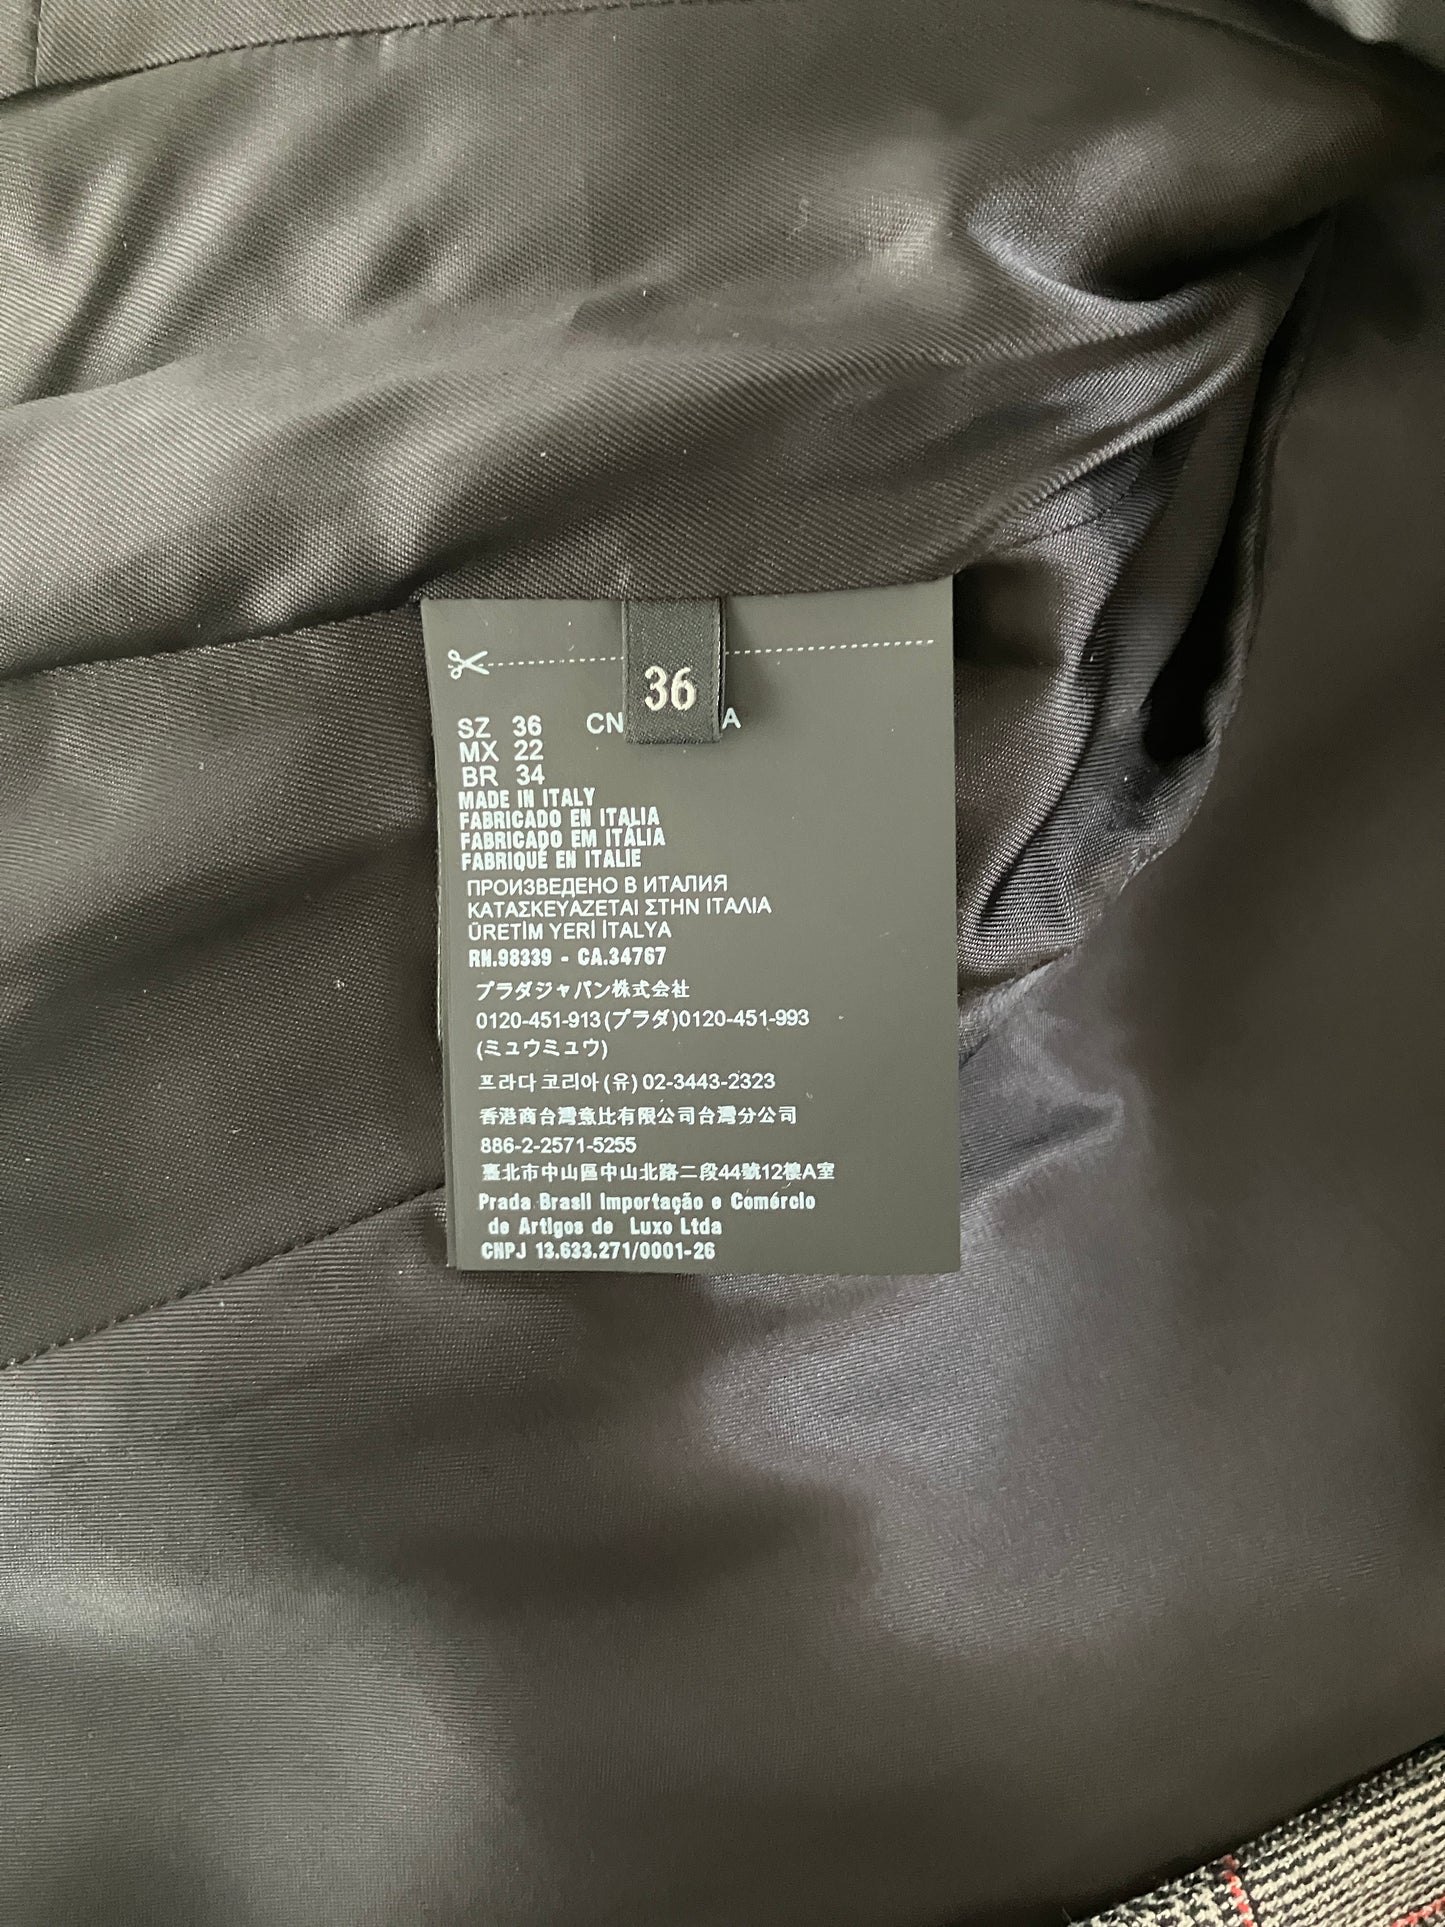 36
SZ 36 CN A
MX 22
BR 34
MADE IN ITALY
FABRICADO EN ITALIA
FABRICADO EM ITÁLIA
FABRIQUÉ EN ITALIE
ПРОИЗВЕДЕНО В ИТАЛИЯ
ΚΑΤΑΣΚΕΥΑΖΕΤΑΙ ΣΤΗΝ ΙΤΑΛΙΑ
ÜRETİM YERİ İTALYA
RN.98339 - CA.34767
プラダジャパン株式会社
0120-451-913(プラダ)0120-451-993
(ミュウミュウ)
프라다 코리아 (유) 02-3443-2323
香港商台灣意比有限公司台灣分公司
886-2-2571-5255
臺北市中山區中山北路二段44號12樓A室
Prada Brasil Importação e Comércio
de Artigos de Luxo Ltda
CNPJ 13.633.271/0001-26